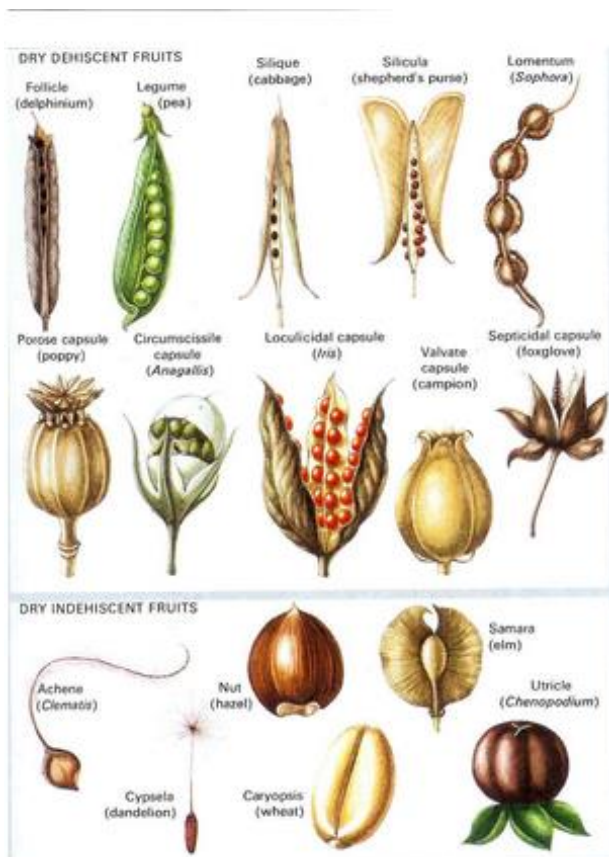 DRY DEHISCENT FRUITS
Follicle
(delphinium)
Legume
(pea)
Silique
(cabbage)
Silicula
(shepherd's purse)
Lomentum
(Sophora)
Porose capsule
(poppy)
Circumscissile
capsule
(Anagallis)
Loculicidal capsule
(Iris)
Valvate
capsule
(campion)
Septicidal capsule
(foxglove)
DRY INDEHISCENT FRUITS
Achene
(Clematis)
Cypsela
(dandelion)
Nut
(hazel)
Caryopsis
(wheat)
Samara
(elm)
Utricle
(Chenopodium)